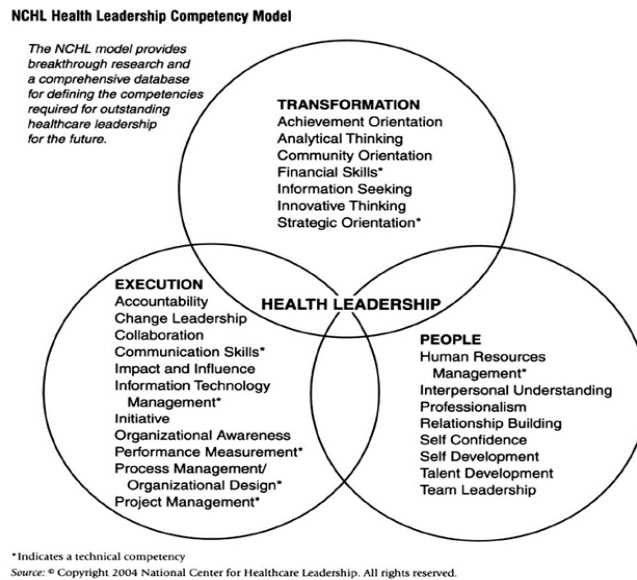 NCHL Health Leadership Competency Model
The NCHL model provides
breakthrough research and
a comprehensive database
for defining the competencies
required for outstanding
healthcare leadership
for the future.
TRANSFORMATION
Achievement Orientation
Analytical Thinking
Community Orientation
Financial Skills*
Information Seeking
Innovative Thinking
Strategic Orientation*
HEALTH LEADERSHIP
EXECUTION
Accountability
Change Leadership
Collaboration
Communication Skills*
Impact and Influence
Information Technology
Management*
Initiative
Organizational Awareness
Performance Measurement*
Process Management/
Organizational Design*
Project Management*
PEOPLE
Human Resources
Management*
Interpersonal Understanding
Professionalism
Relationship Building
Self Confidence
Self Development
Talent Development
Team Leadership
*Indicates a technical competency
Source: © Copyright 2004 National Center for Healthcare Leadership. All rights reserved.